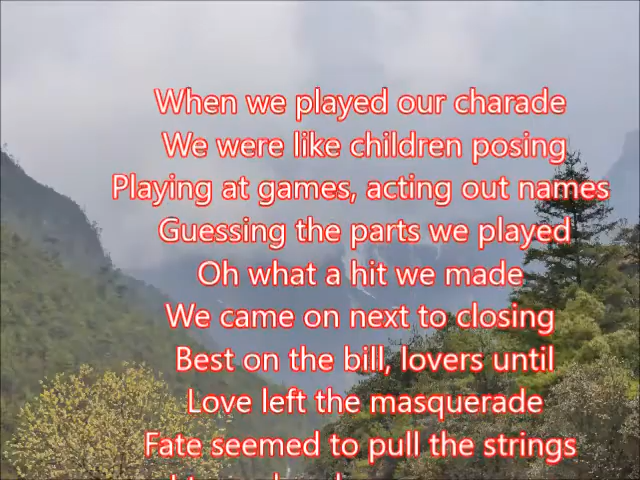 When we played our charade
We were like children posing
Playing at games, acting out names
Guessing the parts we played
Oh what a hit we made
We came on next to closing
Best on the bill, lovers until
Love left the masquerade
Fate seemed to pull the strings